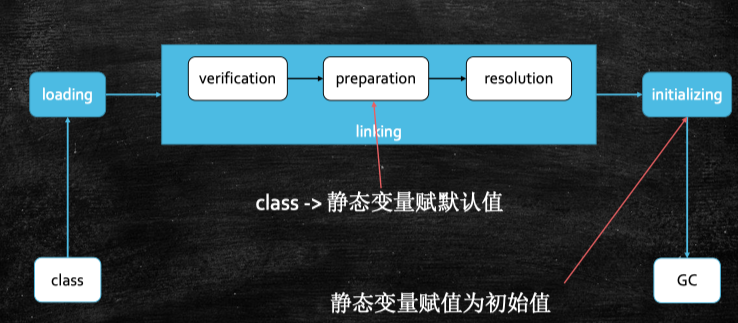 verification
preparation
resolution
loading
initializing
linking
class -> 静态变量赋默认值
class
GC
静态变量赋值为初始值